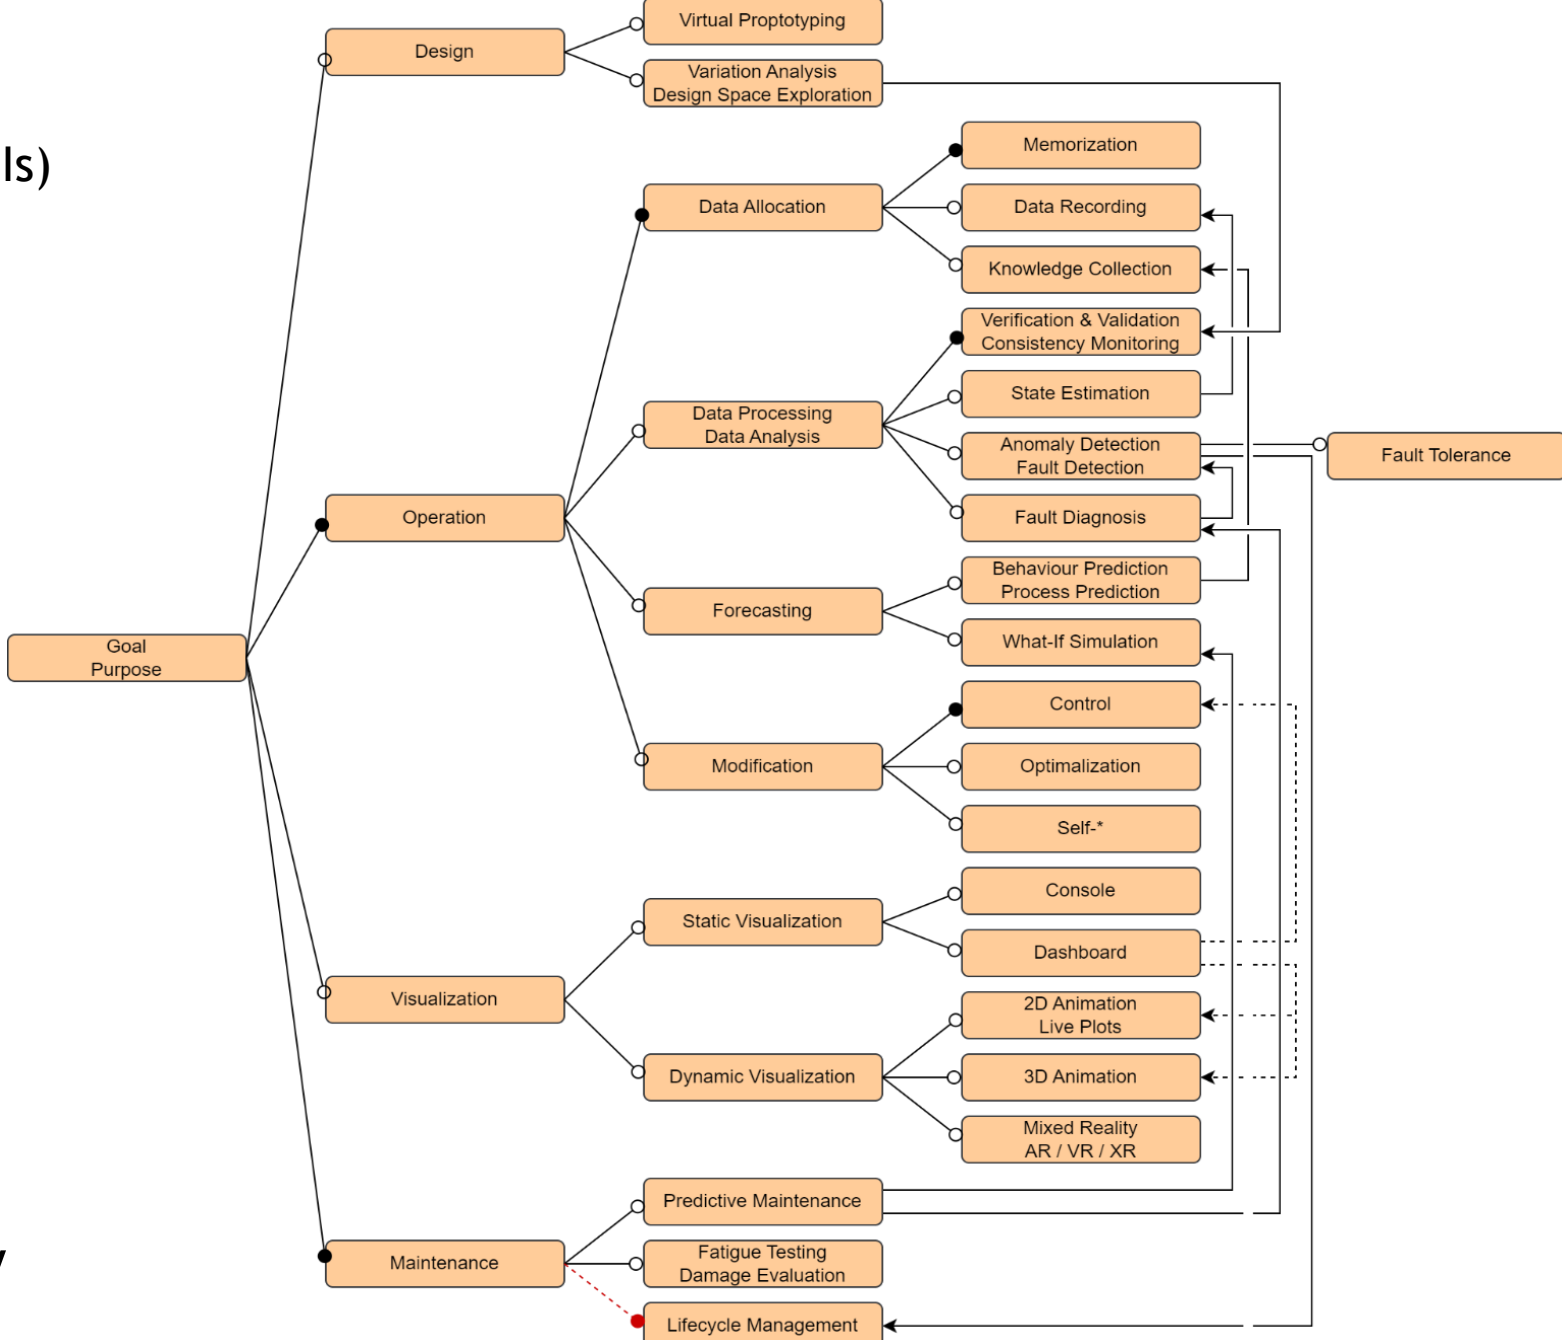 Virtual Proptotyping
Design
Variation Analysis
Design Space Exploration
ls)
Memorization
Data Allocation
Data Recording
Knowledge Collection
Verification & Validation
Consistency Monitoring
State Estimation
Data Processing
Data Analysis
Anomaly Detection
Fault Detection
Fault Tolerance
Operation
Fault Diagnosis
Behaviour Prediction
Process Prediction
Forecasting
What-If Simulation
Goal
Purpose
Control
Modification
Optimalization
Self-*
Console
Static Visualization
Dashboard
Visualization
2D Animation
Live Plots
Dynamic Visualization
3D Animation
Mixed Reality
AR / VR / XR
Predictive Maintenance
Maintenance
Fatigue Testing
Damage Evaluation
Lifecycle Management